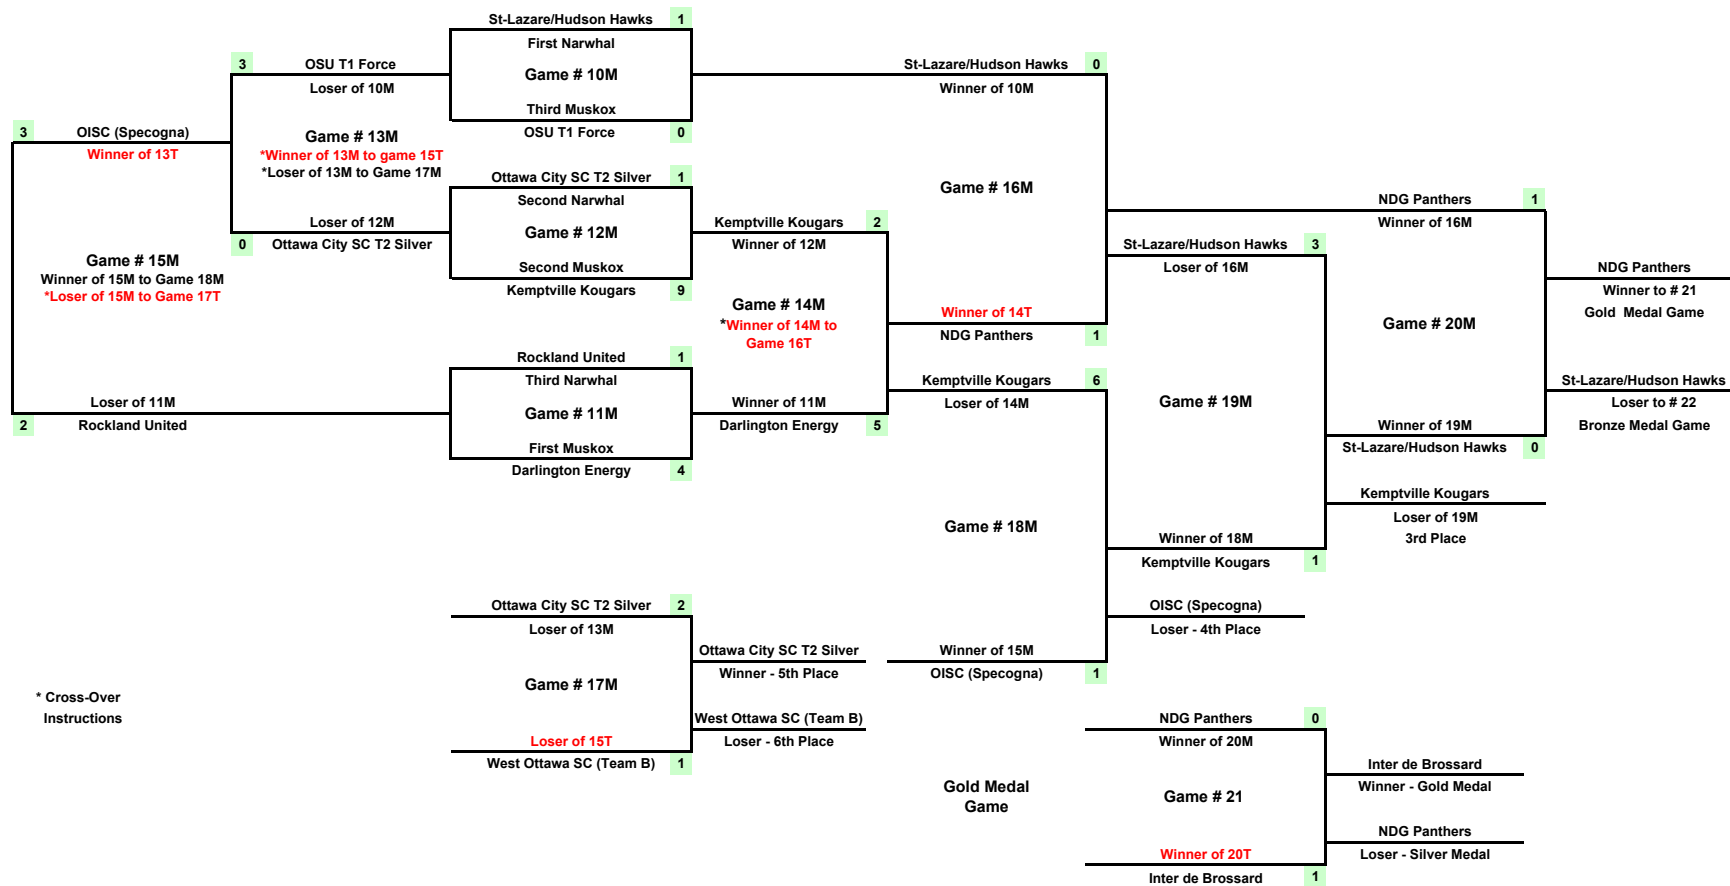 St-Lazare/Hudson Hawks 1
First Narwhal
Game # 10M
Third Muskox
OSU T1 Force 0
3 OSU T1 Force
Loser of 10M
Game # 13M
*Winner of 13M to game 15T
*Loser of 13M to Game 17M
Loser of 12M
0 Ottawa City SC T2 Silver
3 OISC (Specogna)
Winner of 13T
Game # 15M
Winner of 15M to Game 18M
*Loser of 15M to Game 17T
Loser of 11M
2 Rockland United
Ottawa City SC T2 Silver 1
Second Narwhal
Game # 12M
Second Muskox
Kemptville Kougars 9
Rockland United 1
Third Narwhal
Game # 11M
First Muskox
Darlington Energy 4
Kemptville Kougars 2
Winner of 12M
Game # 14M
*Winner of 14M to
Game 16T
Winner of 11M
Darlington Energy 5
St-Lazare/Hudson Hawks 0
Winner of 10M
Game # 16M
Winner of 14T
NDG Panthers 1
Kemptville Kougars 6
Loser of 14M
Game # 18M
Winner of 15M
OISC (Specogna) 1
St-Lazare/Hudson Hawks 3
Loser of 16M
Game # 19M
Winner of 18M
Kemptville Kougars 1
OISC (Specogna)
Loser - 4th Place
NDG Panthers 1
Winner of 16M
Game # 20M
Winner of 19M
St-Lazare/Hudson Hawks 0
Kemptville Kougars
Loser of 19M
3rd Place
NDG Panthers
Winner to # 21
Gold Medal Game
St-Lazare/Hudson Hawks
Loser to # 22
Bronze Medal Game
Ottawa City SC T2 Silver 2
Loser of 13M
Game # 17M
Loser of 15T
West Ottawa SC (Team B) 1
Ottawa City SC T2 Silver
Winner - 5th Place
West Ottawa SC (Team B)
Loser - 6th Place
* Cross-Over
Instructions
Gold Medal
Game
NDG Panthers 0
Winner of 20M
Game # 21
Winner of 20T
Inter de Brossard 1
Inter de Brossard
Winner - Gold Medal
NDG Panthers
Loser - Silver Medal